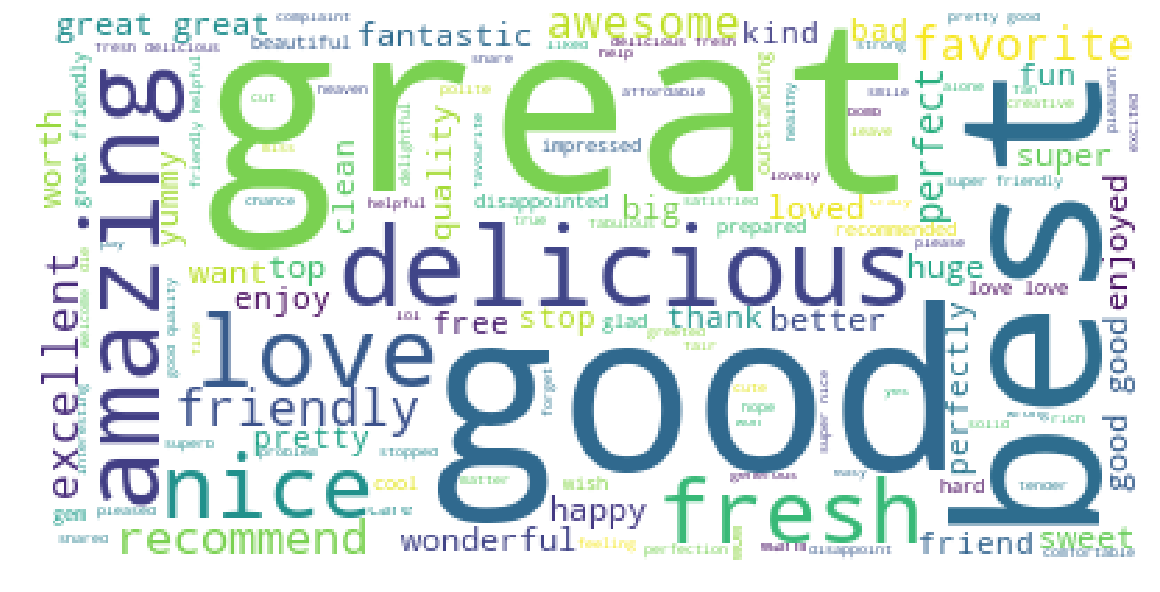 great great
complaint
fantastic
awesome
kind
bad
pretty good
favorite
fresh delicious
beautiful
liked
delicious fresh
help
strong
share
fun
amazing
great
best
great friendly
friendly helpful
cut
heaven
delightful
polite
affordable
outstanding
healthy
smile
bomb
leave
perfect
alone
fan
creative
pleasant
excited
worth
yummy
miss
clean
favourite
quality
impressed
lovely
super
super friendly
chance
helpful
disappointed
true
fabulous
big
satisfied
prepared
loved
recommended
please
enjoyed
excellent
die
welcome
want
top
delicious
huge
love love
enjoy
good quality
fine
lol
free
stop
glad
greeted
fair
thank
better
love
good
perfectly
good good
friendly
forget
cute
nope
yes
super nice
solid
rich
interesting
superb
pretty
problem
stopped
nice
cool
matter
wish
generous
easy
hard
tender
gem
pleased
happy
fresh
shared
recommend
wonderful
feeling
perfection
warm
disappoint
friend
sweet
comfortable